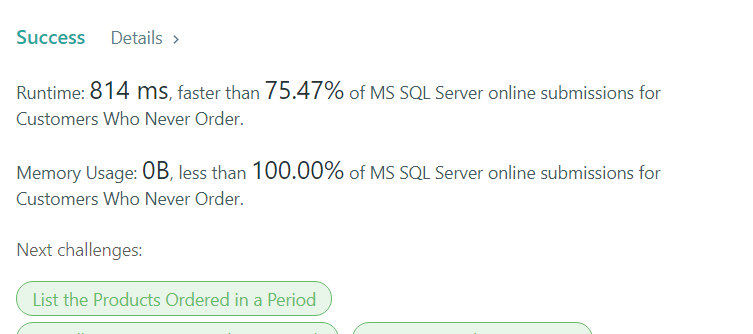 Success Details >
Runtime: 814 ms, faster than 75.47% of MS SQL Server online submissions for
Customers Who Never Order.
Memory Usage: 0B, less than 100.00% of MS SQL Server online submissions for
Customers Who Never Order.
Next challenges:
List the Products Ordered in a Period